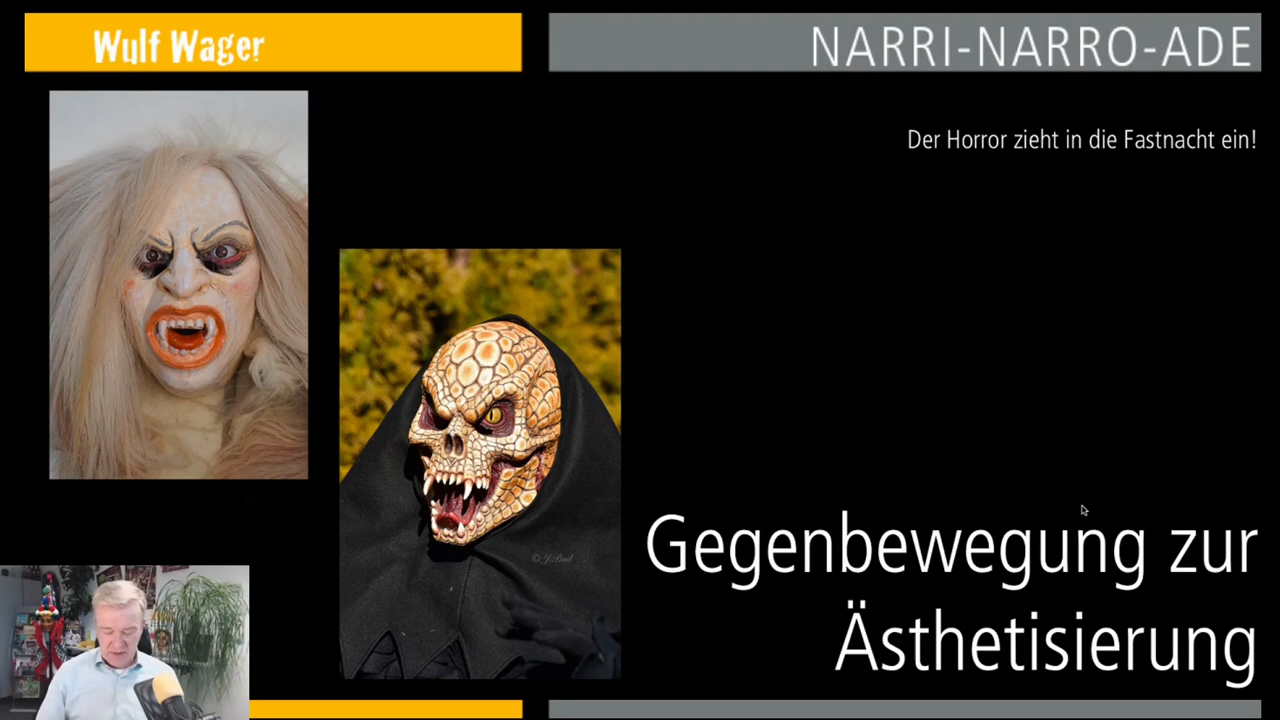 Wulf Wager
NARRI-NARRO-ADE
Der Horror zieht in die Fastnacht ein!
Gegenbewegung zur
Ästhetisierung